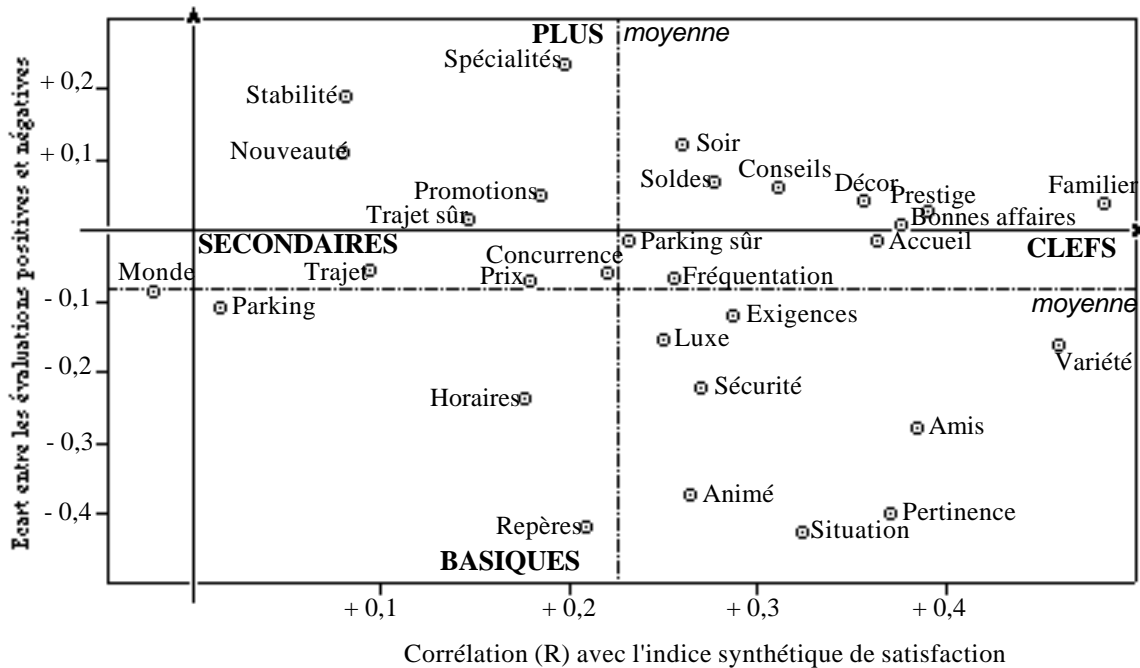 Ecart entre les évaluations positives et négatives
PLUS moyenne
Spécialités
+ 0,2
Stabilité
+ 0,1
Nouveauté
Soir
Soldes
Conseils
Décor
Prestige
Familier
Promotions
Trajet sûr
Bonnes affaires
SECONDAIRES
Parking sûr
Accueil
CLEFS
Monde
Trajet
Concurrence
Prix
Fréquentation
- 0,1
moyenne
Parking
Exigences
Luxe
Variété
- 0,2
Horaires
Sécurité
- 0,3
Amis
Animé
- 0,4
Repères
Situation
Pertinence
BASIQUES
+ 0,1
+ 0,2
+ 0,3
+ 0,4
Corrélation (R) avec l'indice synthétique de satisfaction